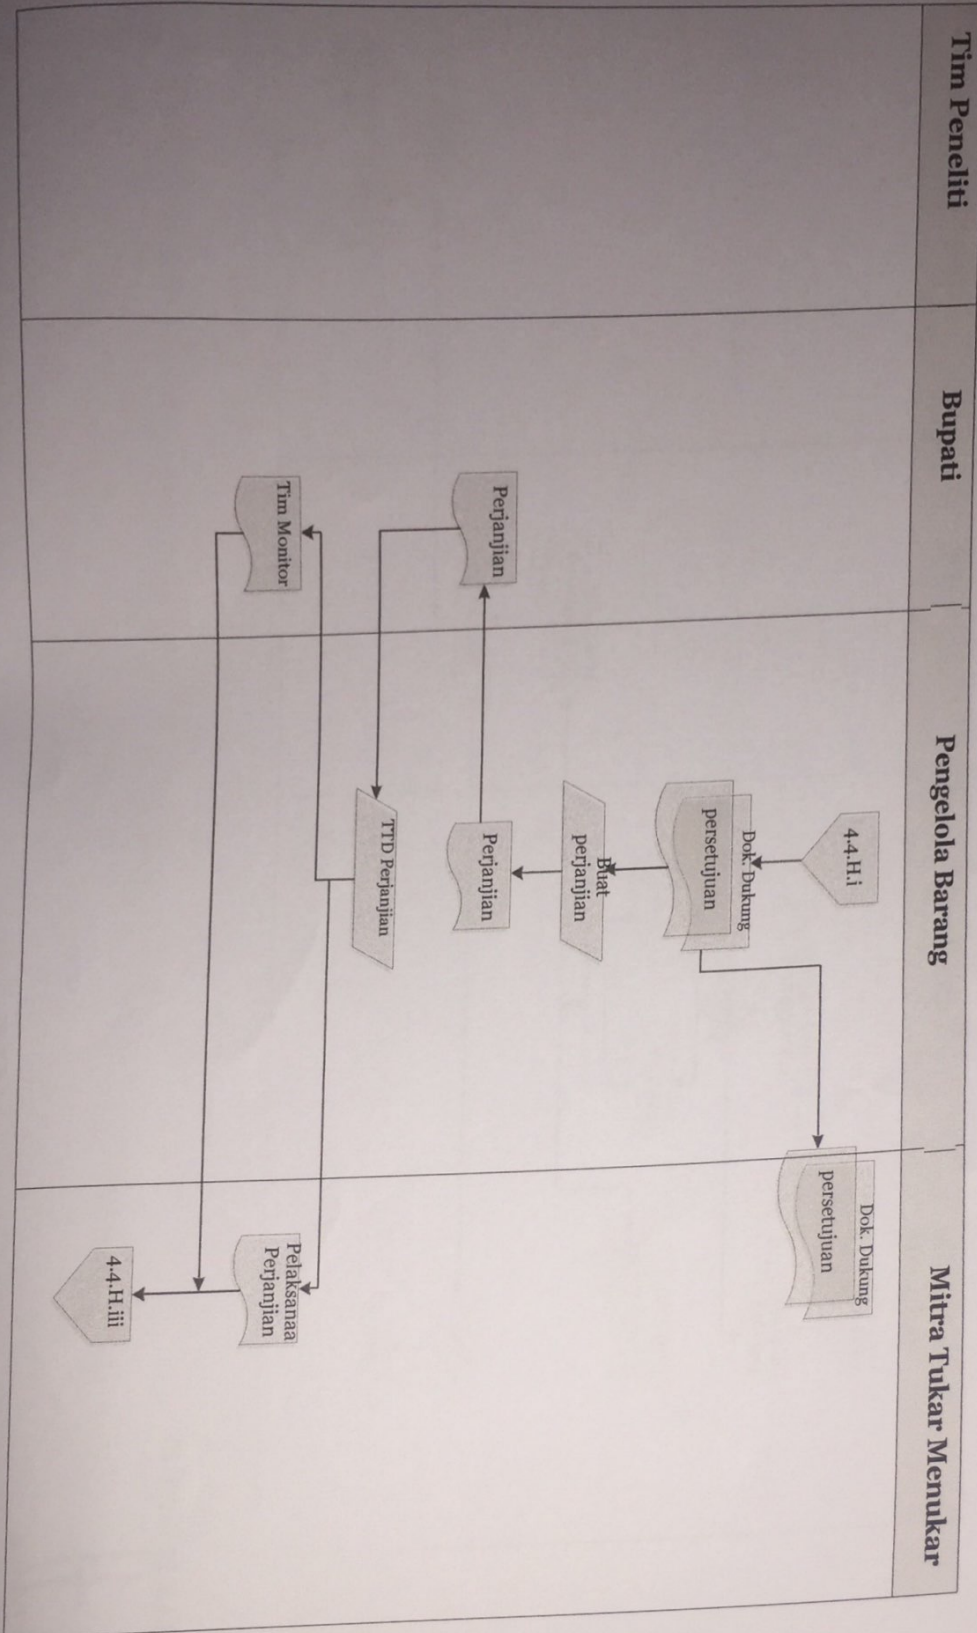 Tim Peneliti
Bupati
Pengelola Barang
Mitra Tukar Menukar
4.4.H.i
Dok. Dukung
persetujuan
Dok. Dukung
persetujuan
Buat
perjanjian
Perjanjian
Perjanjian
TTD Perjanjian
Tim Monitor
Pelaksanaa
Perjanjian
4.4.H.iii